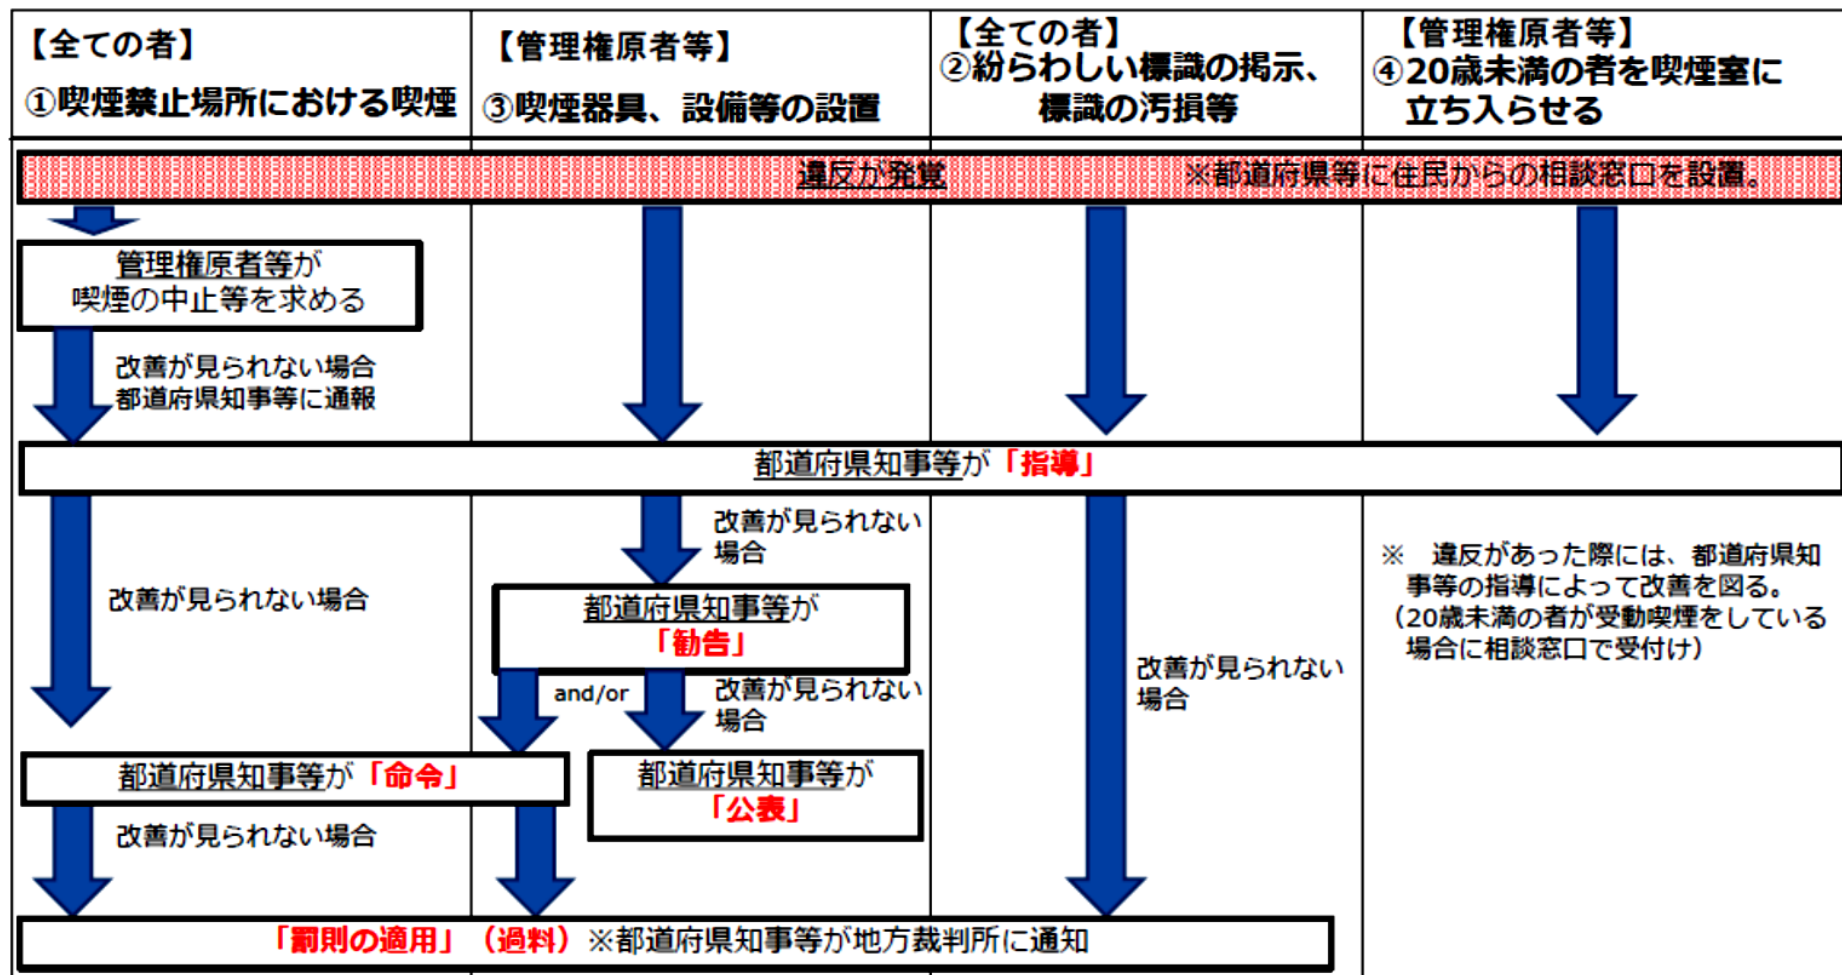 【全ての者】
①喫煙禁止場所における喫煙
【管理権原者等】
③喫煙器具、設備等の設置
【全ての者】
②紛らわしい標識の掲示、
標識の汚損等
【管理権原者等】
④20歳未満の者を喫煙室に
立ち入らせる
違反が発覚 ※都道府県等に住民からの相談窓口を設置。
管理権原者等が
喫煙の中止等を求める
改善が見られない場合
都道府県知事等に通報
都道府県知事等が「指導」
改善が見られない場合
改善が見られない
場合
都道府県知事等が
「勧告」
and/or
改善が見られない
場合
改善が見られない
場合
※ 違反があった際には、都道府県知
事等の指導によって改善を図る。
（20歳未満の者が受動喫煙をしている
場合に相談窓口で受付け）
都道府県知事等が「命令」
都道府県知事等が
「公表」
改善が見られない場合
「罰則の適用」（過料）※都道府県知事等が地方裁判所に通知